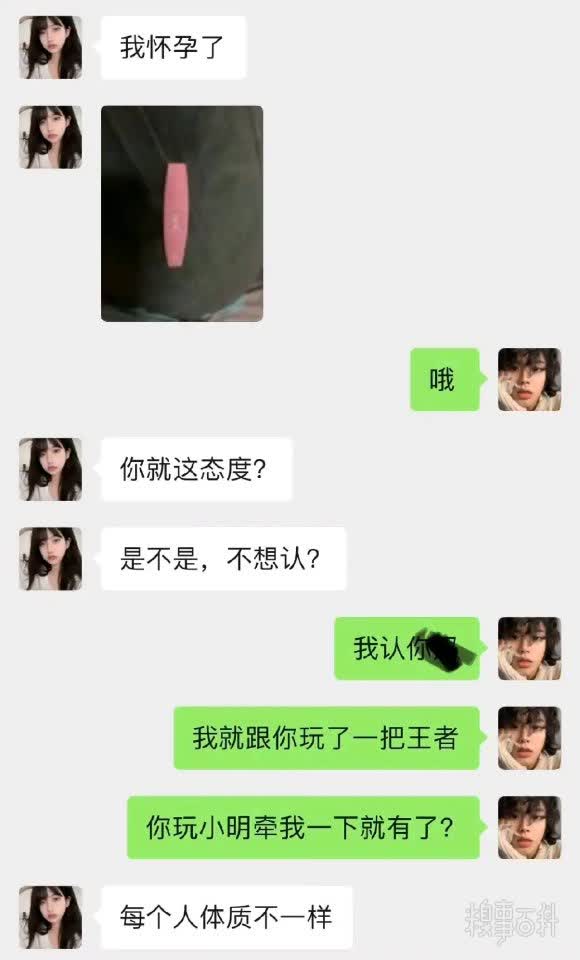 我怀孕了
哦
你就这态度？
是不是，不想认？
我认你
我就跟你玩了一把王者
你玩小明牵我一下就有了？
每个人体质不一样
糗事百科